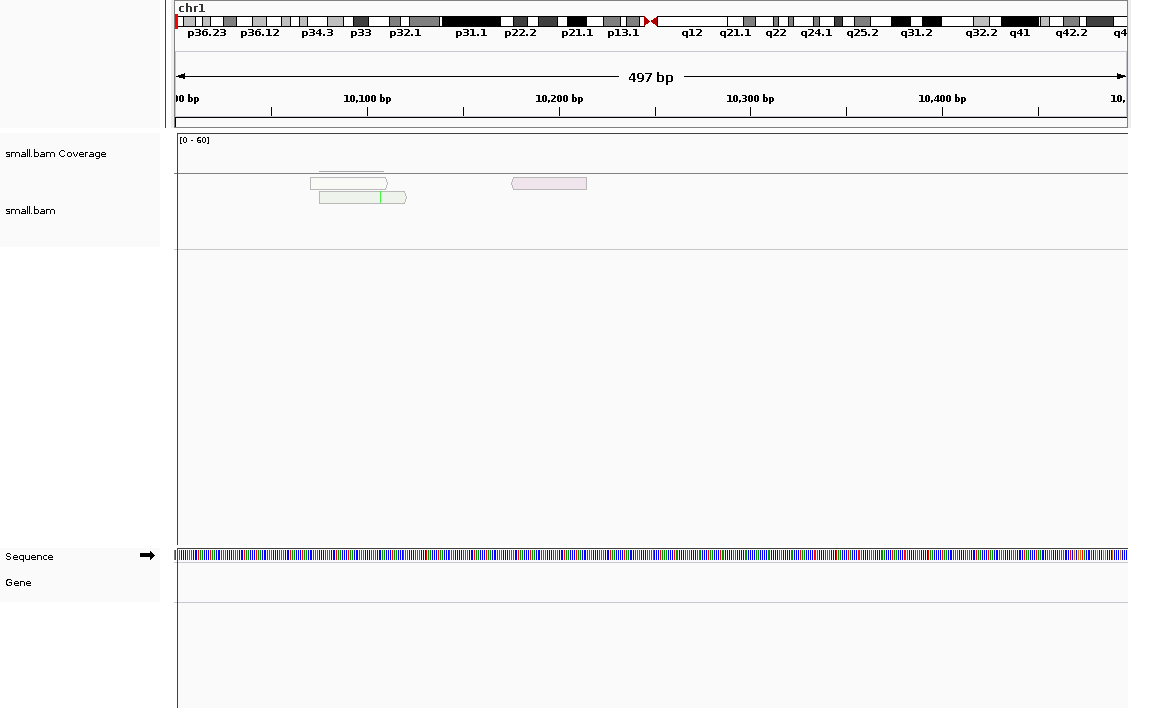 chr1
p36.23 p36.12 p34.3 p33 p32.1 p31.1 p22.2 p21.1 p13.1 q12 q21.1 q22 q24.1 q25.2 q31.2 q32.2 q41 q42.2 q4
497 bp
00 bp 10,100 bp 10,200 bp 10,300 bp 10,400 bp 10,
[0 - 60]
small.bam Coverage
small.bam
Sequence
Gene